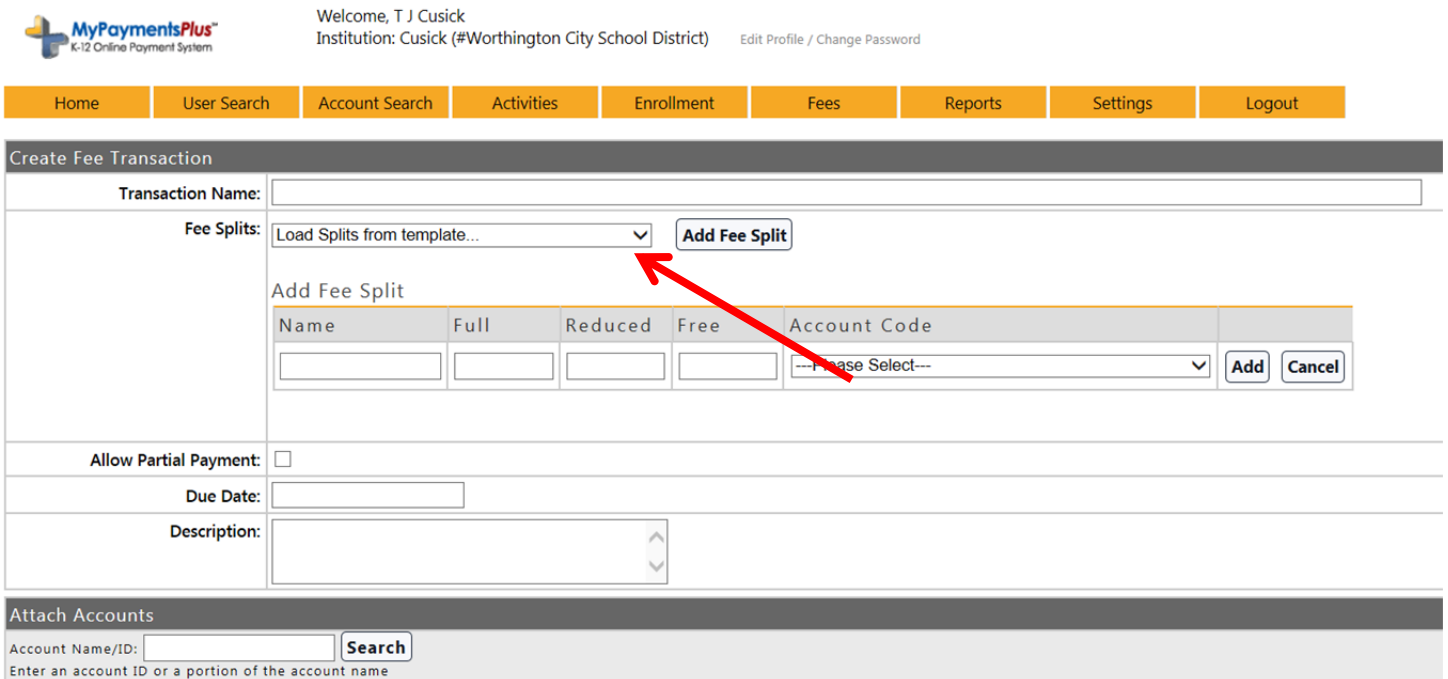 MyPaymentsPlus℠
K-12 Online Payment System
Welcome, T J Cusick
Institution: Cusick (#Worthington City School District) Edit Profile / Change Password
Home User Search Account Search Activities Enrollment Fees Reports Settings Logout
Create Fee Transaction
Transaction Name:
Fee Splits: Load Splits from template... Add Fee Split
Add Fee Split
Name Full Reduced Free Account Code
---Please Select--- Add Cancel
Allow Partial Payment:
Due Date:
Description:
Attach Accounts
Account Name/ID: Search
Enter an account ID or a portion of the account name